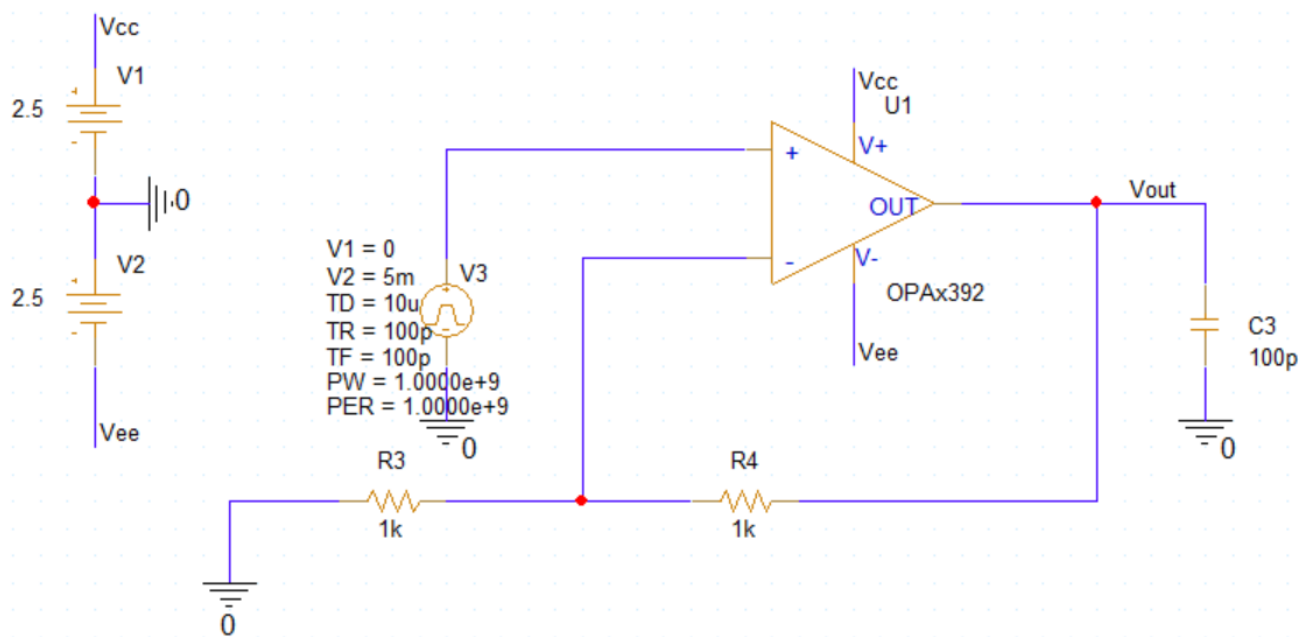 Vcc
V1
2.5
+
-
0
V2
2.5
+
-
Vee
V1 = 0
V2 = 5m
TD = 10u
TR = 100p
TF = 100p
PW = 1.0000e+9
PER = 1.0000e+9
V3
+
-
0
Vcc
U1
V+
+
OUT
-
V-
OPAx392
Vee
Vout
C3
100p
0
R3
1k
R4
1k
0